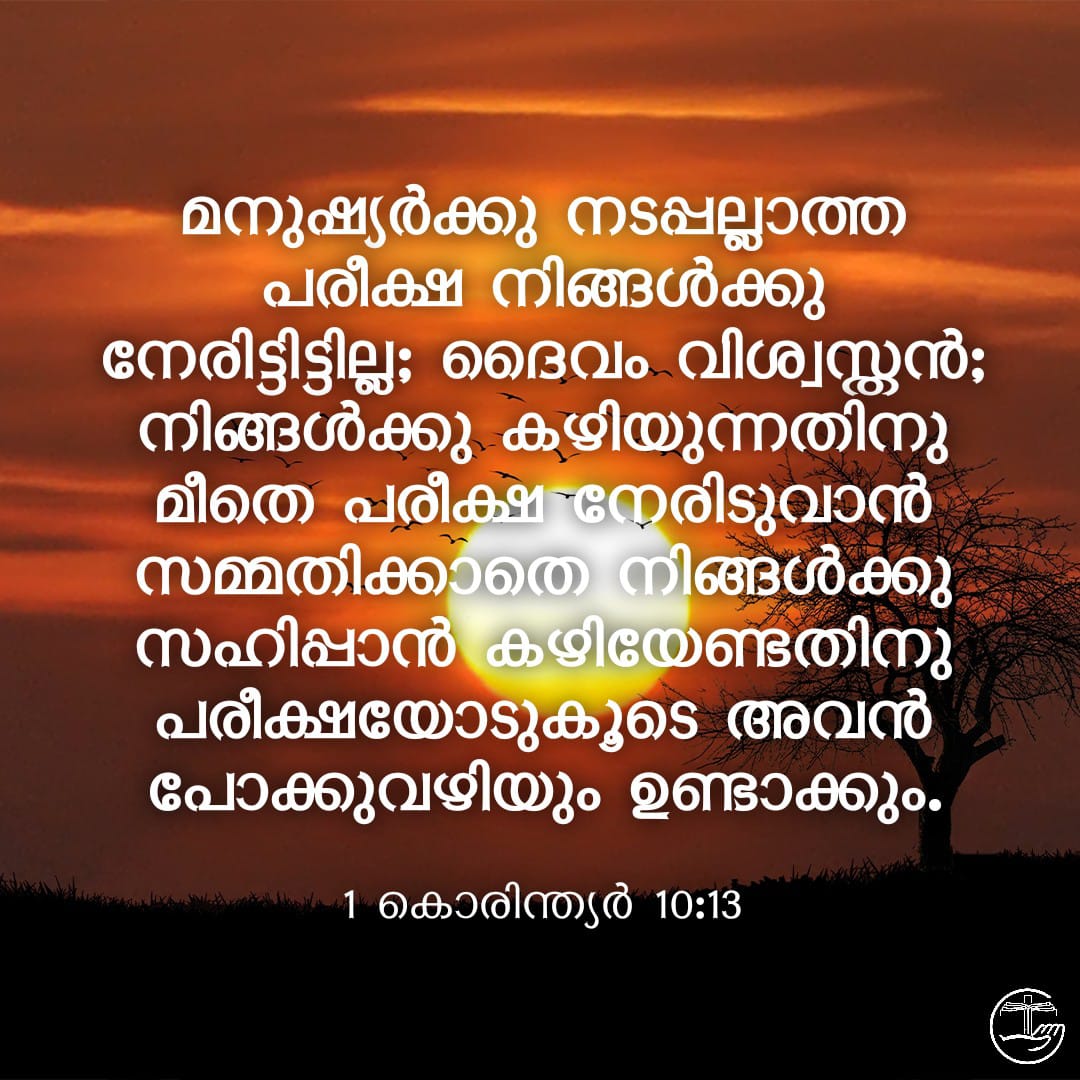 മനുഷ്യർക്കു നടപ്പല്ലാത്ത
പരീക്ഷ നിങ്ങൾക്കു
നേരിട്ടിട്ടില്ല; ദൈവം വിശ്വസ്തൻ;
നിങ്ങൾക്കു കഴിയുന്നതിനു
മീതെ പരീക്ഷ നേരിടുവാൻ
സമ്മതിക്കാതെ നിങ്ങൾക്കു
സഹിപ്പാൻ കഴിയേണ്ടതിനു
പരീക്ഷയോടുകൂടെ അവൻ
പോക്കുവഴിയും ഉണ്ടാക്കും.
1 കൊരിന്ത്യർ 10:13